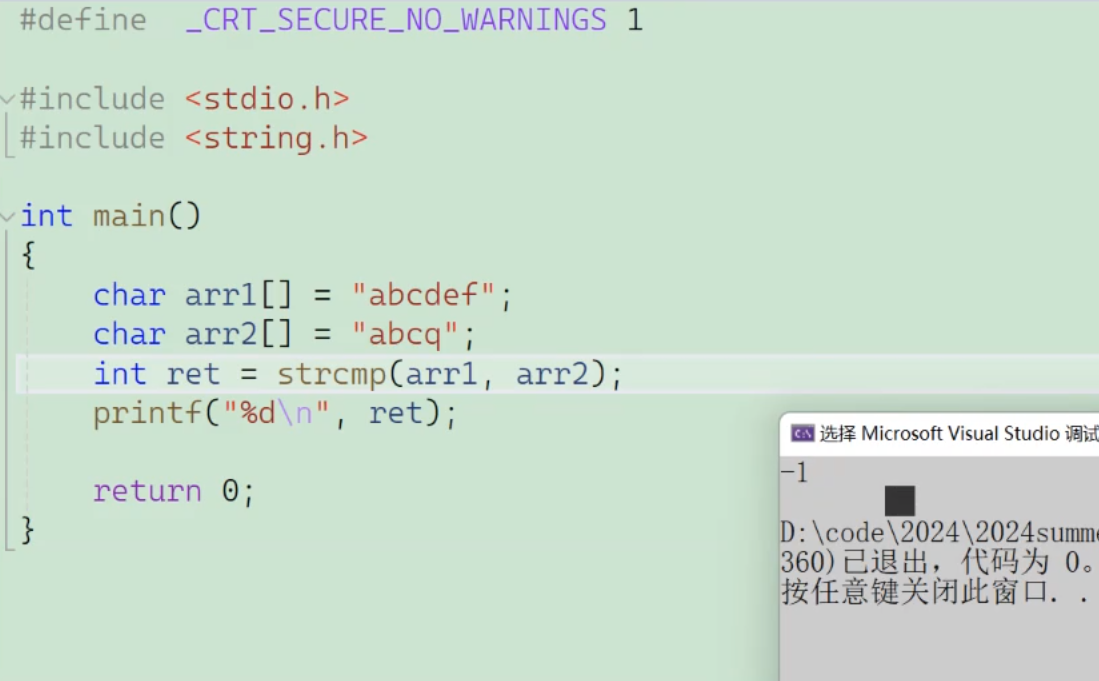 #define  _CRT_SECURE_NO_WARNINGS 1
#include <stdio.h>
#include <string.h>
int main()
{
    char arr1[] = "abcdef";
    char arr2[] = "abcq";
    int ret = strcmp(arr1, arr2);
    printf("%d\n", ret);
    return 0;
}
选择 Microsoft Visual Studio 调试
-1
D:\code\2024\2024summe
360)已退出，代码为 0。
按任意键关闭此窗口. .